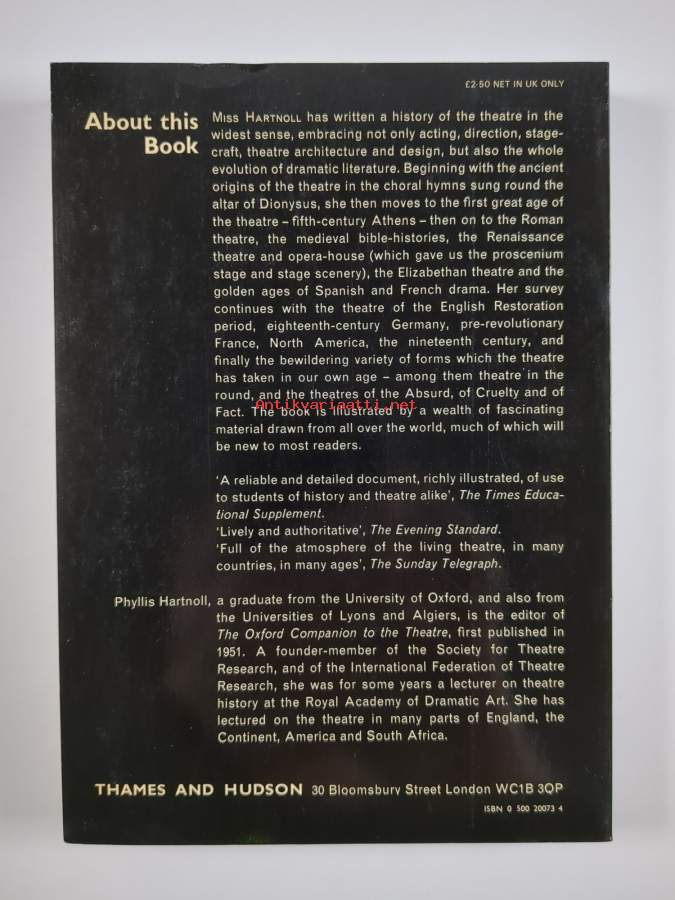 £2·50 NET IN UK ONLY
About this
Book
MISS HARTNOLL has written a history of the theatre in the
widest sense, embracing not only acting, direction, stage-
craft, theatre architecture and design, but also the whole
evolution of dramatic literature. Beginning with the ancient
origins of the theatre in the choral hymns sung round the
altar of Dionysus, she then moves to the first great age of
the theatre – fifth-century Athens – then on to the Roman
theatre, the medieval bible-histories, the Renaissance
theatre and opera-house (which gave us the proscenium
stage and stage scenery), the Elizabethan theatre and the
golden ages of Spanish and French drama. Her survey
continues with the theatre of the English Restoration
period, eighteenth-century Germany, pre-revolutionary
France, North America, the nineteenth century, and
finally the bewildering variety of forms which the theatre
has taken in our own age – among them theatre in the
round, and the theatres of the Absurd, of Cruelty and of
Antikvariaatti.net
Fact. The book is illustrated by a wealth of fascinating
material drawn from all over the world, much of which will
be new to most readers.
'A reliable and detailed document, richly illustrated, of use
to students of history and theatre alike', The Times Educa-
tional Supplement.
'Lively and authoritative', The Evening Standard.
'Full of the atmosphere of the living theatre, in many
countries, in many ages', The Sunday Telegraph.
Phyllis Hartnoll, a graduate from the University of Oxford, and also from
the Universities of Lyons and Algiers, is the editor of
The Oxford Companion to the Theatre, first published in
1951. A founder-member of the Society for Theatre
Research, and of the International Federation of Theatre
Research, she was for some years a lecturer on theatre
history at the Royal Academy of Dramatic Art. She has
lectured on the theatre in many parts of England, the
Continent, America and South Africa.
THAMES AND HUDSON 30 Bloomsbury Street London WC1B 3QP
ISBN 0 500 20073 4